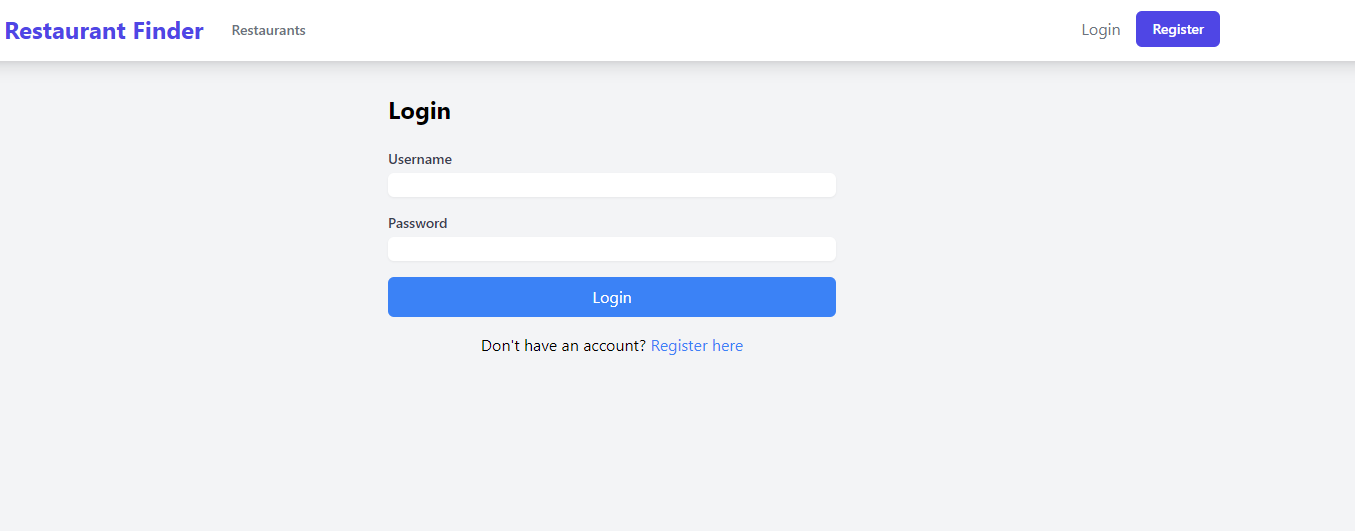 Restaurant Finder Restaurants Login Register
Login
Username
Password
Login
Don't have an account? Register here